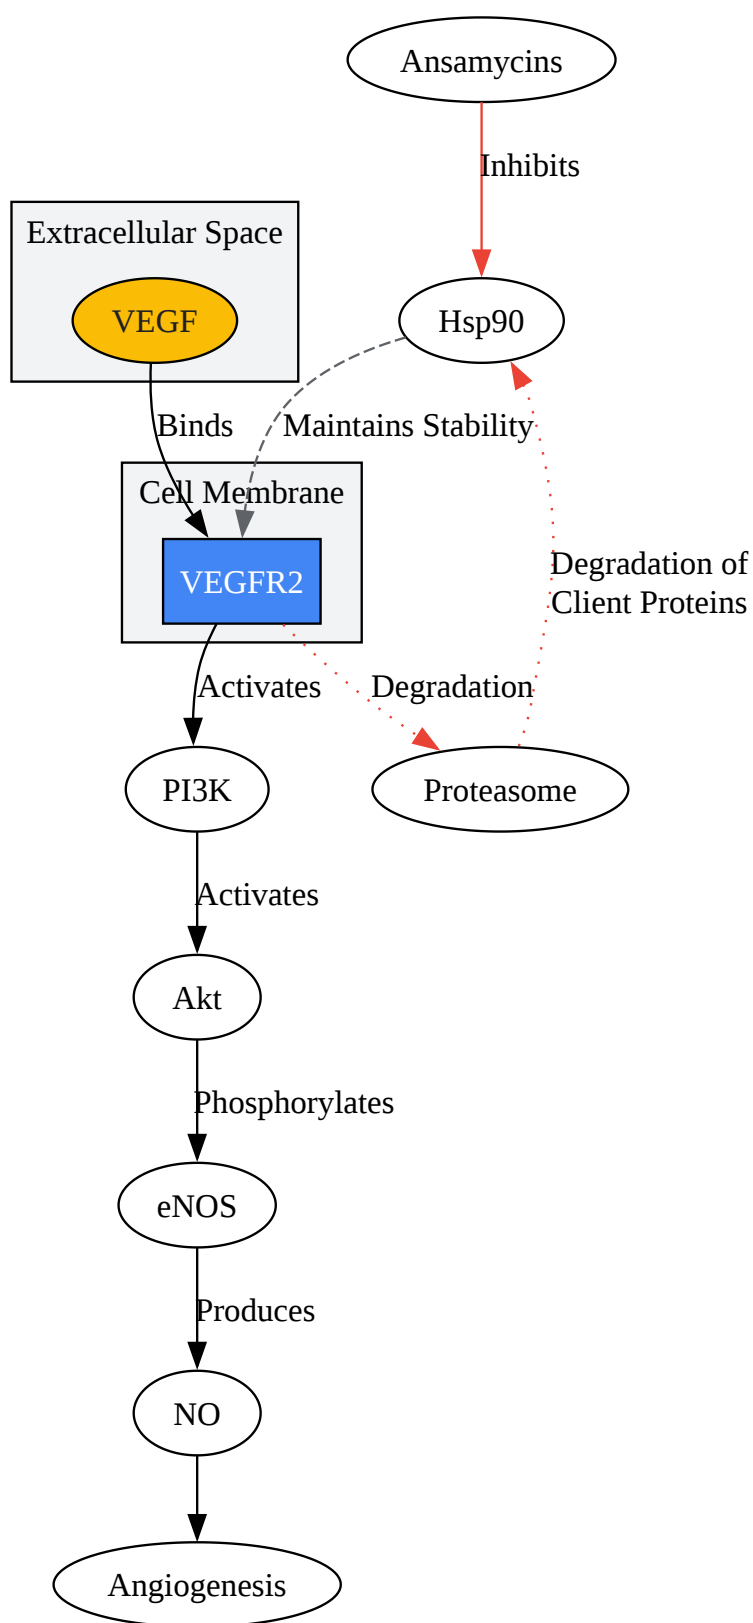 Ansamycins
Inhibits
Extracellular Space
VEGF
Hsp90
Binds
Maintains Stability
Cell Membrane
VEGFR2
Degradation of
Client Proteins
Activates
Degradation
PI3K
Proteasome
Activates
Akt
Phosphorylates
eNOS
Produces
NO
Angiogenesis